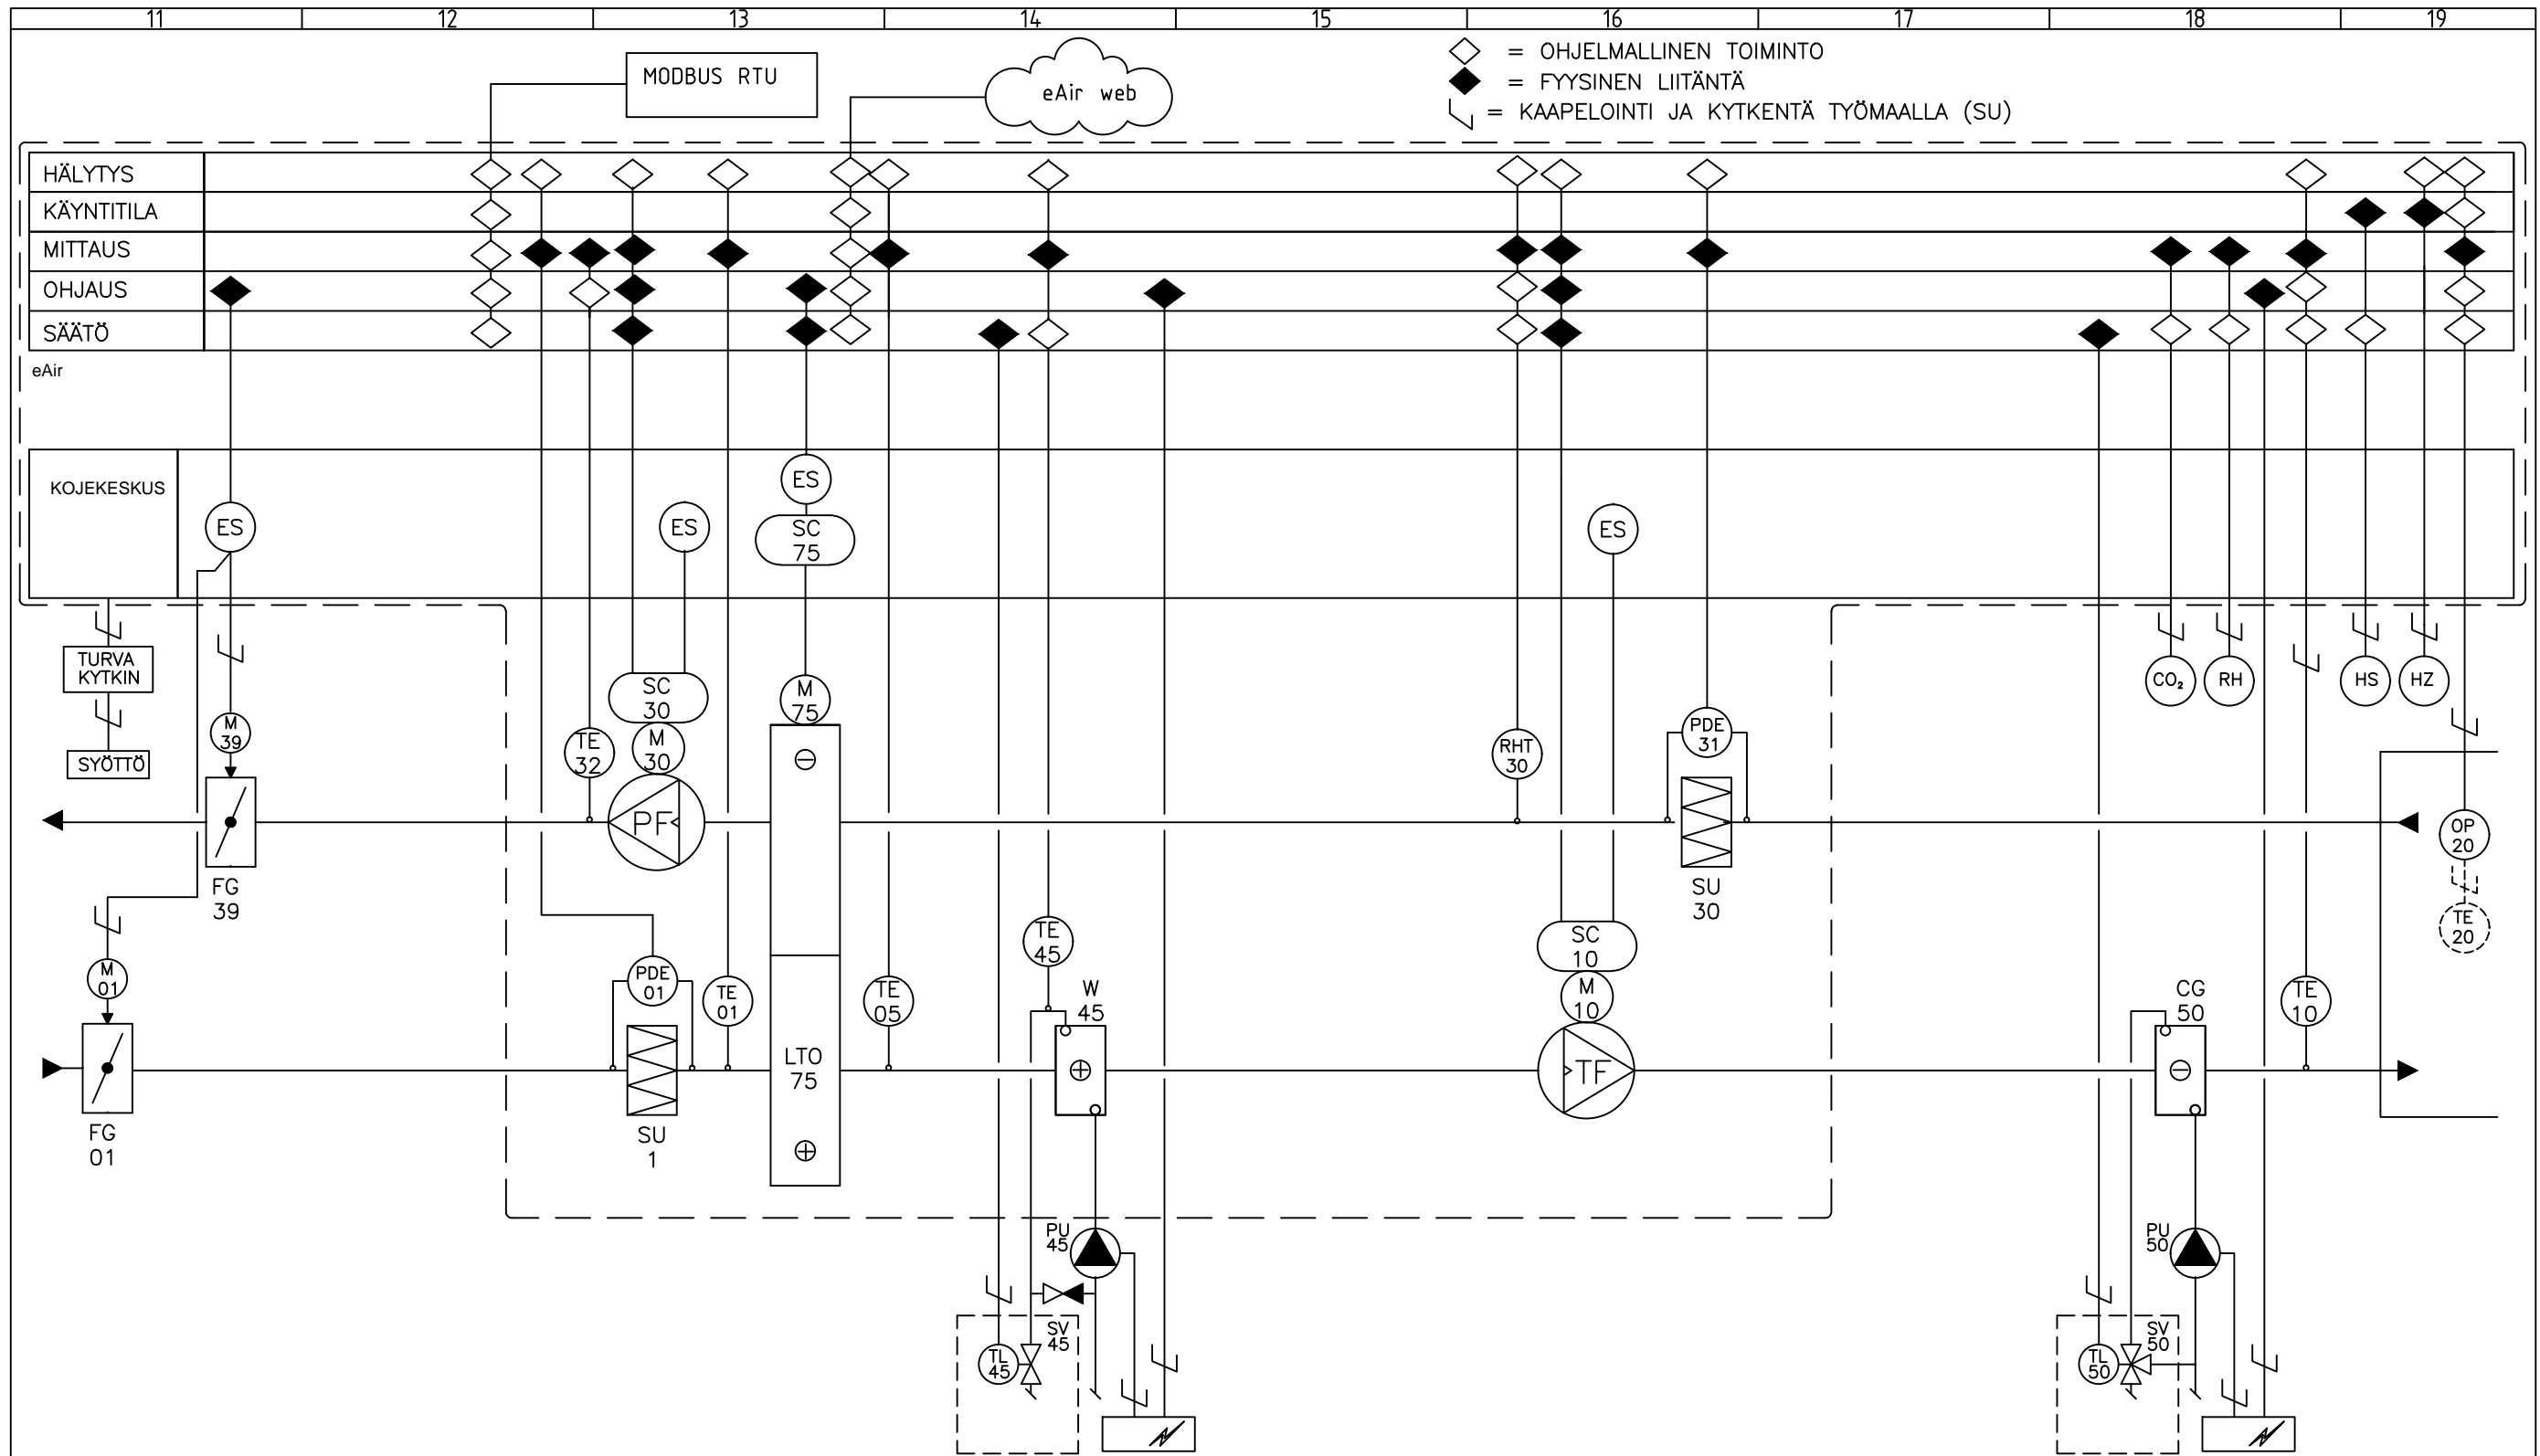 11 12 13 14 15 16 17 18 19
MODBUS RTU
eAir web
= OHJELMALLINEN TOIMINTO
= FYYSINEN LIITÄNTÄ
= KAAPELOINTI JA KYTKENTÄ TYÖMAALLA (SU)
HÄLYTYS
KÄYNTITILA
MITTAUS
OHJAUS
SÄÄTÖ
eAir
KOJEKESKUS
ES
ES
ES
SC
75
ES
TURVA
KYTKIN
SYÖTTÖ
M
39
TE
32
SC
30
M
30
M
75
RHT
30
PDE
31
CO₂
RH
HS
HZ
PF
FG
39
SU
30
OP
20
TE
20
M
01
PDE
01
TE
01
TE
05
TE
45
W
45
SC
10
M
10
CG
50
TE
10
LTO
75
TF
FG
01
SU
1
PU
45
SV
45
TL
45
PU
50
SV
50
TL
50